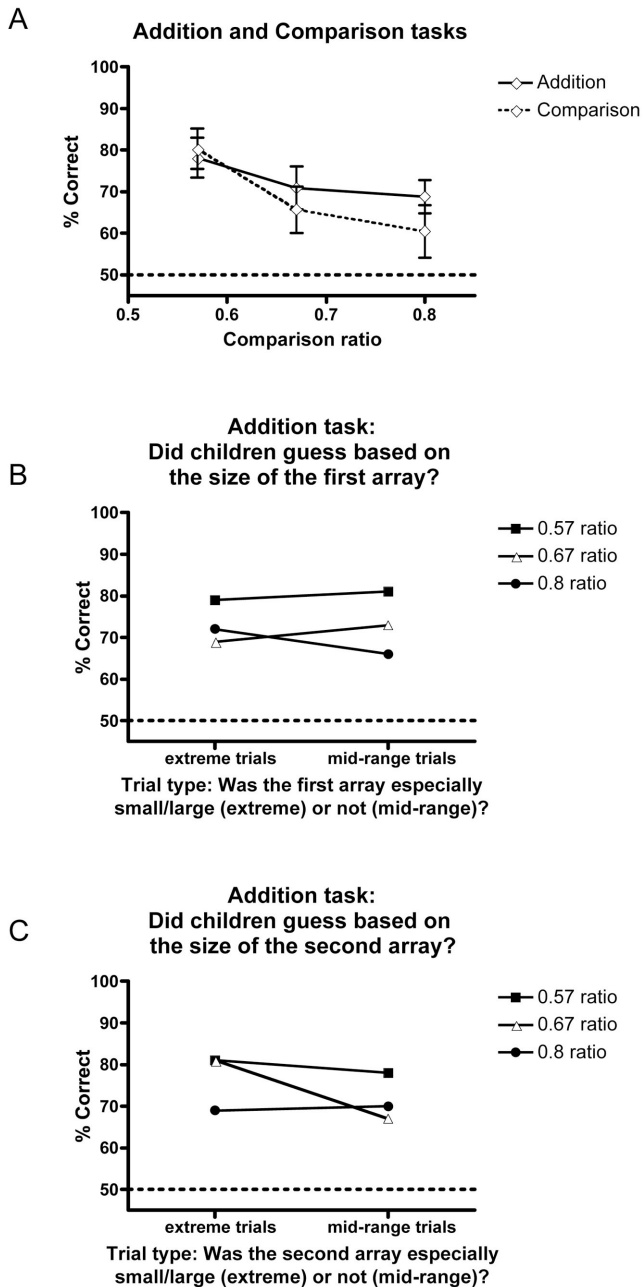 A
Addition and Comparison tasks
100
90
80
70
60
50
% Correct
0.5
0.6
0.7
0.8
Comparison ratio
Addition
Comparison
B
Addition task:
Did children guess based on
the size of the first array?
100
90
80
70
60
50
% Correct
extreme trials
mid-range trials
Trial type: Was the first array especially
small/large (extreme) or not (mid-range)?
0.57 ratio
0.67 ratio
0.8 ratio
C
Addition task:
Did children guess based on
the size of the second array?
100
90
80
70
60
50
% Correct
extreme trials
mid-range trials
Trial type: Was the second array especially
small/large (extreme) or not (mid-range)?
0.57 ratio
0.67 ratio
0.8 ratio